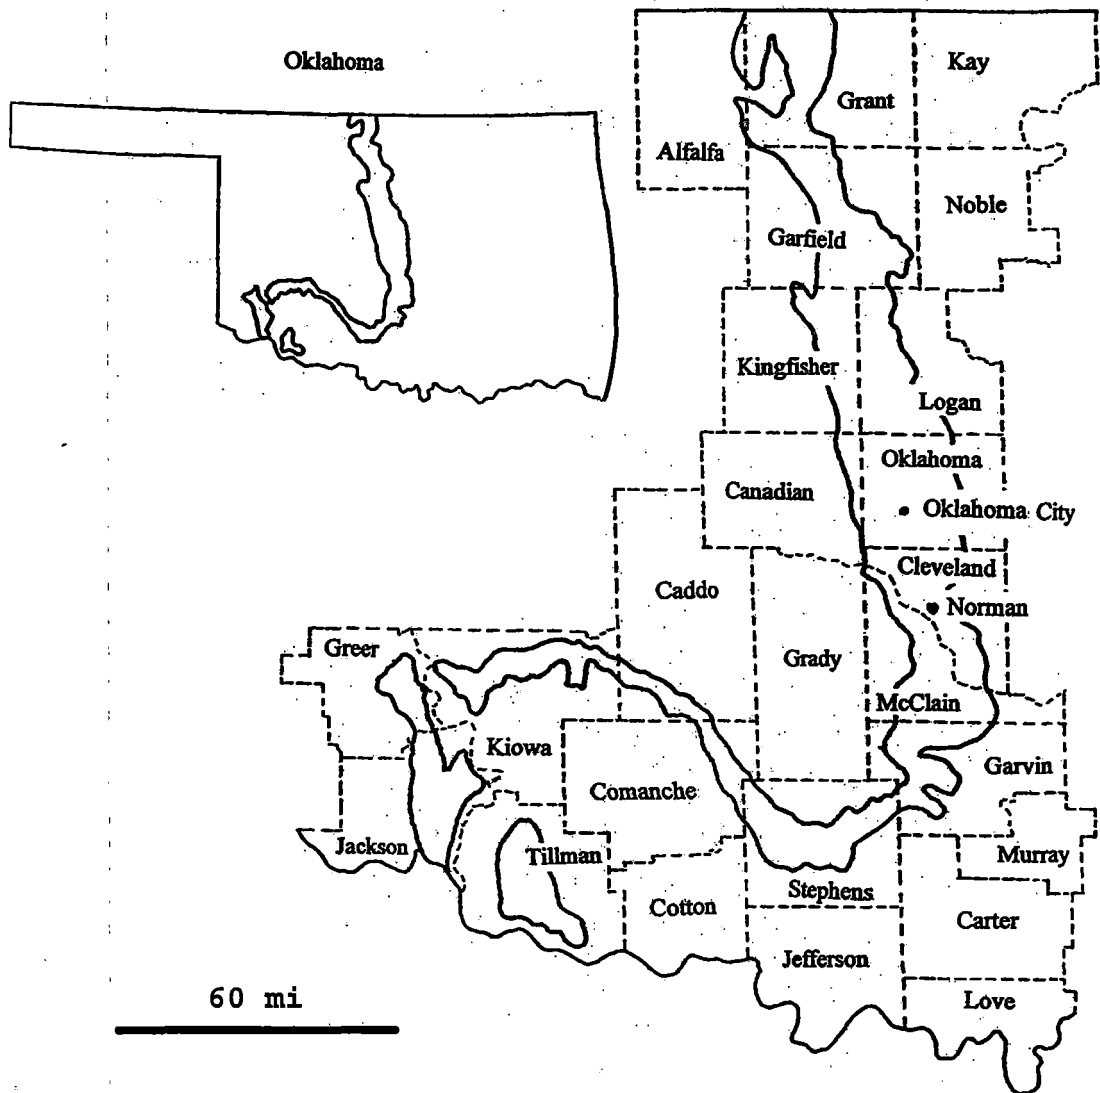 Oklahoma
Kay
Grant
Alfalfa
Noble
Garfield
Kingfisher
Logan
Oklahoma
Canadian
Oklahoma City
Cleveland
Caddo
Norman
Greer
Grady
McClain
Kiowa
Garvin
Comanche
Jackson
Tillman
Murray
Stephens
Cotton
Carter
Jefferson
60 mi
Love